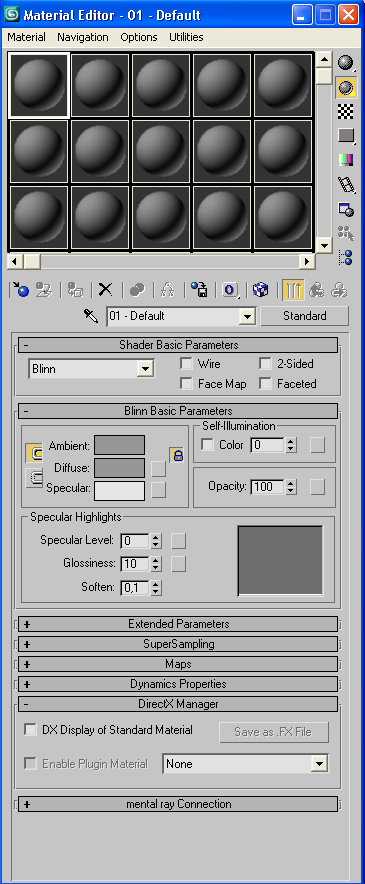 Material Editor - 01 - Default
Material Navigation Options Utilities
01 - Default Standard
- Shader Basic Parameters
Blinn Wire 2-Sided
Face Map Faceted
- Blinn Basic Parameters
Self-Illumination
Ambient: Color 0
Diffuse:
Specular: Opacity: 100
Specular Highlights
Specular Level: 0
Glossiness: 10
Soften: 0,1
+ Extended Parameters
+ SuperSampling
+ Maps
+ Dynamics Properties
- DirectX Manager
DX Display of Standard Material Save as .FX File
Enable Plugin Material None
+ mental ray Connection